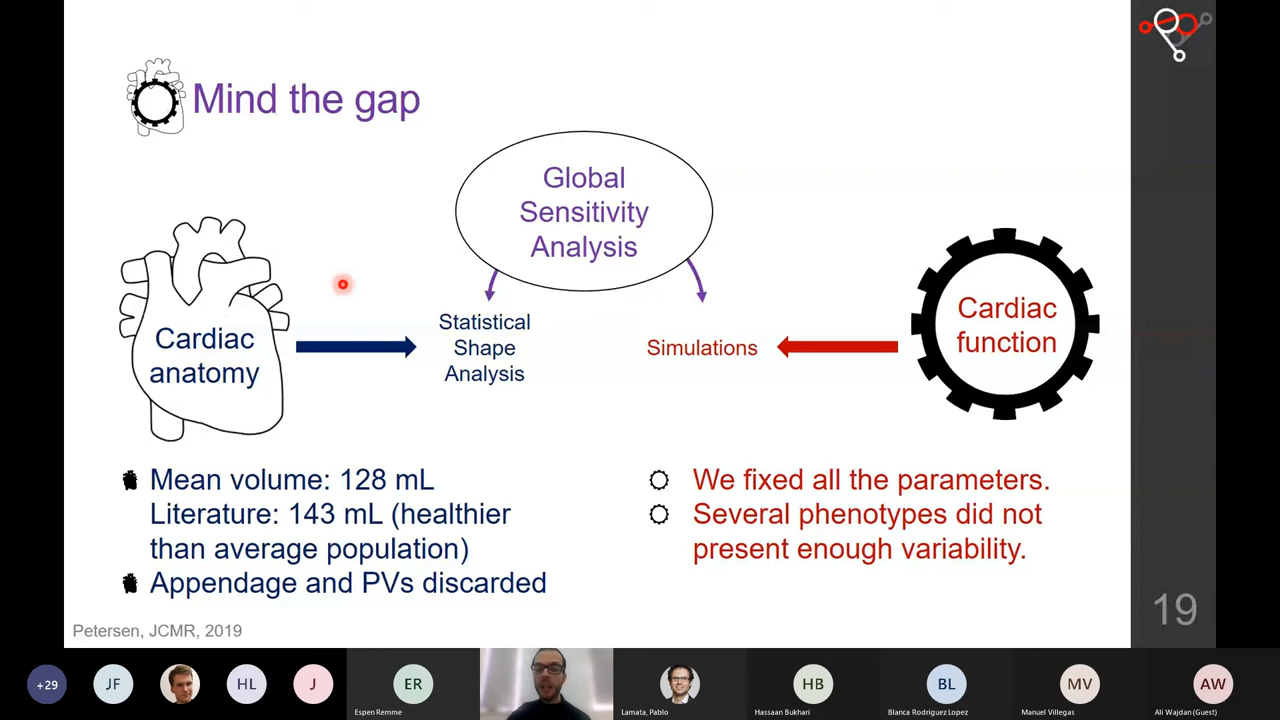 Mind the gap
Global
Sensitivity
Analysis
Cardiac
anatomy
Statistical
Shape
Analysis
Simulations
Cardiac
function
Mean volume: 128 mL
Literature: 143 mL (healthier
than average population)
Appendage and PVs discarded
We fixed all the parameters.
Several phenotypes did not
present enough variability.
Petersen, JCMR, 2019
19
+29
JF
HL
J
ER
Espen Remme
Lamata, Pablo
HB
Hassaan Bukhari
BL
Blanca Rodriguez Lopez
MV
Manuel Villegas
AW
Ali Wajdan (Guest)